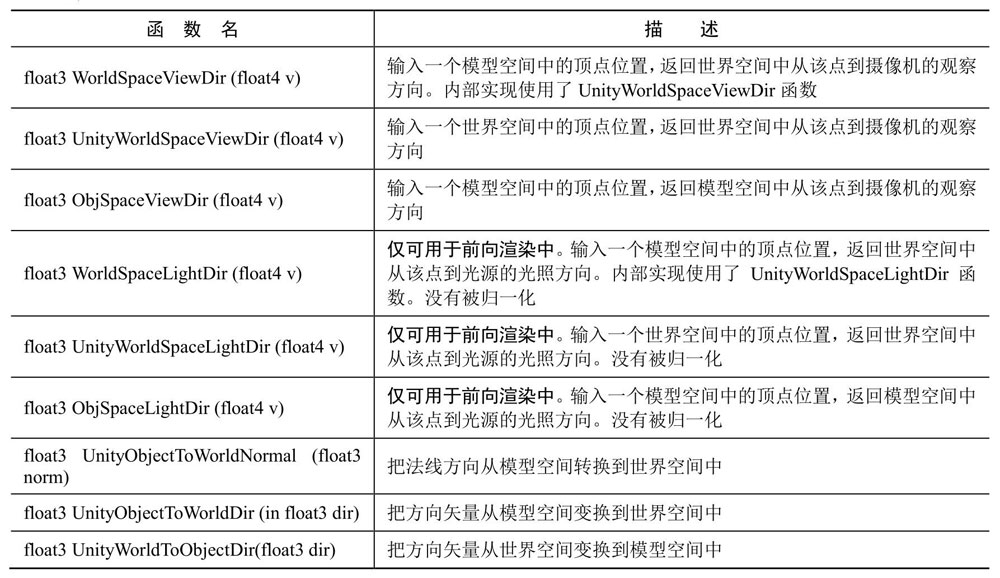 函 数 名
描 述
float3 WorldSpaceViewDir (float4 v)
输入一个模型空间中的顶点位置，返回世界空间中从该点到摄像机的观察
方向。内部实现使用了 UnityWorldSpaceViewDir 函数
float3 UnityWorldSpaceViewDir (float4 v)
输入一个世界空间中的顶点位置，返回世界空间中从该点到摄像机的观察
方向
float3 ObjSpaceViewDir (float4 v)
输入一个模型空间中的顶点位置，返回模型空间中从该点到摄像机的观察
方向
float3 WorldSpaceLightDir (float4 v)
仅可用于前向渲染中。输入一个模型空间中的顶点位置，返回世界空间中
从该点到光源的光照方向。内部实现使用了 UnityWorldSpaceLightDir 函
数。没有被归一化
float3 UnityWorldSpaceLightDir (float4 v)
仅可用于前向渲染中。输入一个世界空间中的顶点位置，返回世界空间中
从该点到光源的光照方向。没有被归一化
float3 ObjSpaceLightDir (float4 v)
仅可用于前向渲染中。输入一个模型空间中的顶点位置，返回模型空间中
从该点到光源的光照方向。没有被归一化
float3 UnityObjectToWorldNormal (float3
norm)
把法线方向从模型空间转换到世界空间中
float3 UnityObjectToWorldDir (in float3 dir)
把方向矢量从模型空间变换到世界空间中
float3 UnityWorldToObjectDir(float3 dir)
把方向矢量从世界空间变换到模型空间中